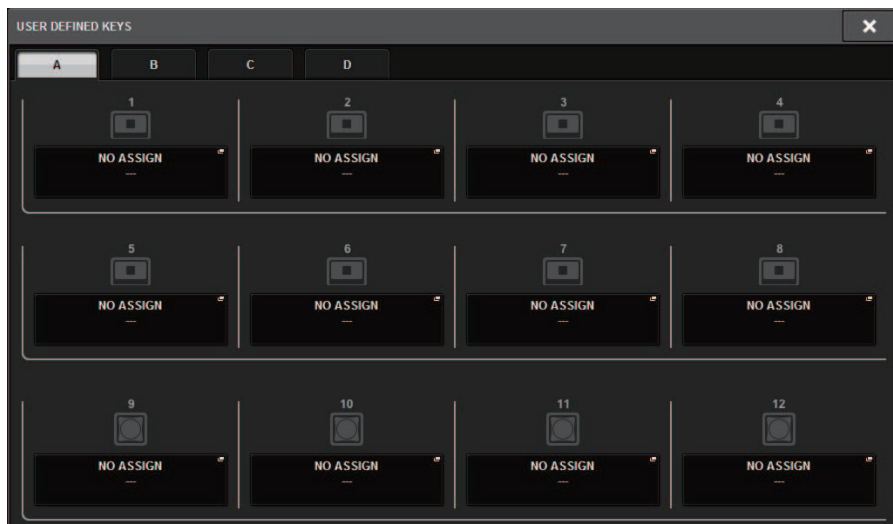 USER DEFINED KEYS
A B C D
1 2 3 4
NO ASSIGN NO ASSIGN NO ASSIGN NO ASSIGN
--- --- --- ---
5 6 7 8
NO ASSIGN NO ASSIGN NO ASSIGN NO ASSIGN
--- --- --- ---
9 10 11 12
NO ASSIGN NO ASSIGN NO ASSIGN NO ASSIGN
--- --- --- ---